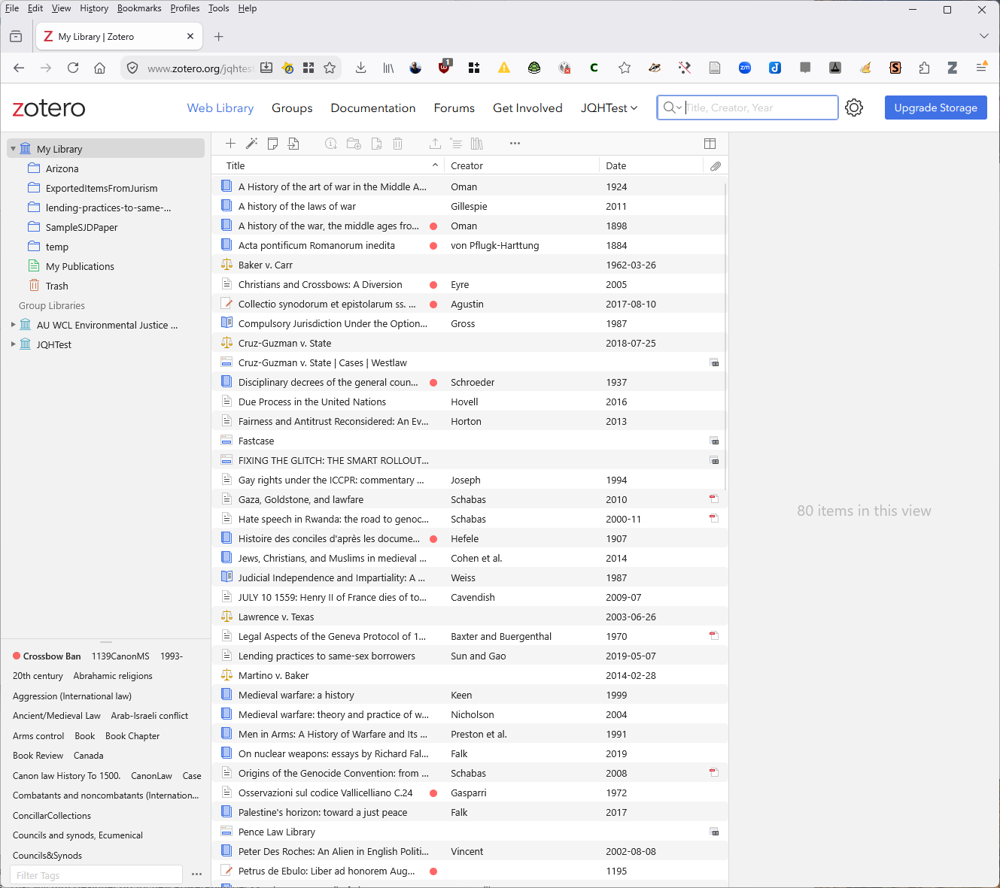 File Edit View History Bookmarks Profiles Tools Help
My Library | Zotero
www.zotero.org/jqhtes
1
zotero
Web Library Groups Documentation Forums Get Involved JQHTest Title, Creator, Year Upgrade Storage
My Library
Arizona
ExportedItemsFromJurism
lending-practices-to-same-...
SampleSJDPaper
temp
My Publications
Trash
Group Libraries
AU WCL Environmental Justice ...
JQHTest
Crossbow Ban 1139CanonMS 1993-
20th century Abrahamic religions
Aggression (International law)
Ancient/Medieval Law Arab-Israeli conflict
Arms control Book Book Chapter
Book Review Canada
Canon law History To 1500. CanonLaw Case
Combatants and noncombatants (Internation...
ConcillarCollections
Councils and synods, Ecumenical
Councils&Synods
Filter Tags
Title Creator Date
A History of the art of war in the Middle A... Oman 1924
A history of the laws of war Gillespie 2011
A history of the war, the middle ages fro... Oman 1898
Acta pontificum Romanorum inedita von Pflugk-Harttung 1884
Baker v. Carr 1962-03-26
Christians and Crossbows: A Diversion Eyre 2005
Collectio synodorum et epistolarum ss. ... Agustin 2017-08-10
Compulsory Jurisdiction Under the Option... Gross 1987
Cruz-Guzman v. State 2018-07-25
Cruz-Guzman v. State | Cases | Westlaw
Disciplinary decrees of the general coun... Schroeder 1937
Due Process in the United Nations Hovell 2016
Fairness and Antitrust Reconsidered: An Ev... Horton 2013
Fastcase
FIXING THE GLITCH: THE SMART ROLLOUT...
Gay rights under the ICCPR: commentary ... Joseph 1994
Gaza, Goldstone, and lawfare Schabas 2010
Hate speech in Rwanda: the road to genoc... Schabas 2000-11
Histoire des conciles d'après les docume... Hefele 1907
Jews, Christians, and Muslims in medieval ... Cohen et al. 2014
Judicial Independence and Impartiality: A ... Weiss 1987
JULY 10 1559: Henry II of France dies of to... Cavendish 2009-07
Lawrence v. Texas 2003-06-26
Legal Aspects of the Geneva Protocol of 1... Baxter and Buergenthal 1970
Lending practices to same-sex borrowers Sun and Gao 2019-05-07
Martino v. Baker 2014-02-28
Medieval warfare: a history Keen 1999
Medieval warfare: theory and practice of w... Nicholson 2004
Men in Arms: A History of Warfare and Its ... Preston et al. 1991
On nuclear weapons: essays by Richard Fal... Falk 2019
Origins of the Genocide Convention: from ... Schabas 2008
Osservazioni sul codice Vallicelliano C.24 Gasparri 1972
Palestine's horizon: toward a just peace Falk 2017
Pence Law Library
Peter Des Roches: An Alien in English Politi... Vincent 2002-08-08
Petrus de Ebulo: Liber ad honorem Aug... 1195
80 items in this view